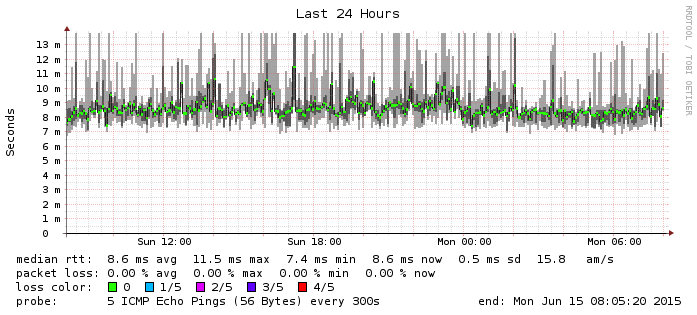 Last 24 Hours
RRDTOOL / TOBI OETIKER
Seconds
13 m
12 m
11 m
10 m
9 m
8 m
7 m
6 m
5 m
4 m
3 m
2 m
1 m
0
Sun 12:00 Sun 18:00 Mon 00:00 Mon 06:00
median rtt: 8.6 ms avg 11.5 ms max 7.4 ms min 8.6 ms now 0.5 ms sd 15.8 am/s
packet loss: 0.00 % avg 0.00 % max 0.00 % min 0.00 % now
loss color: 0 1/5 2/5 3/5 4/5
probe: 5 ICMP Echo Pings (56 Bytes) every 300s end: Mon Jun 15 08:05:20 2015